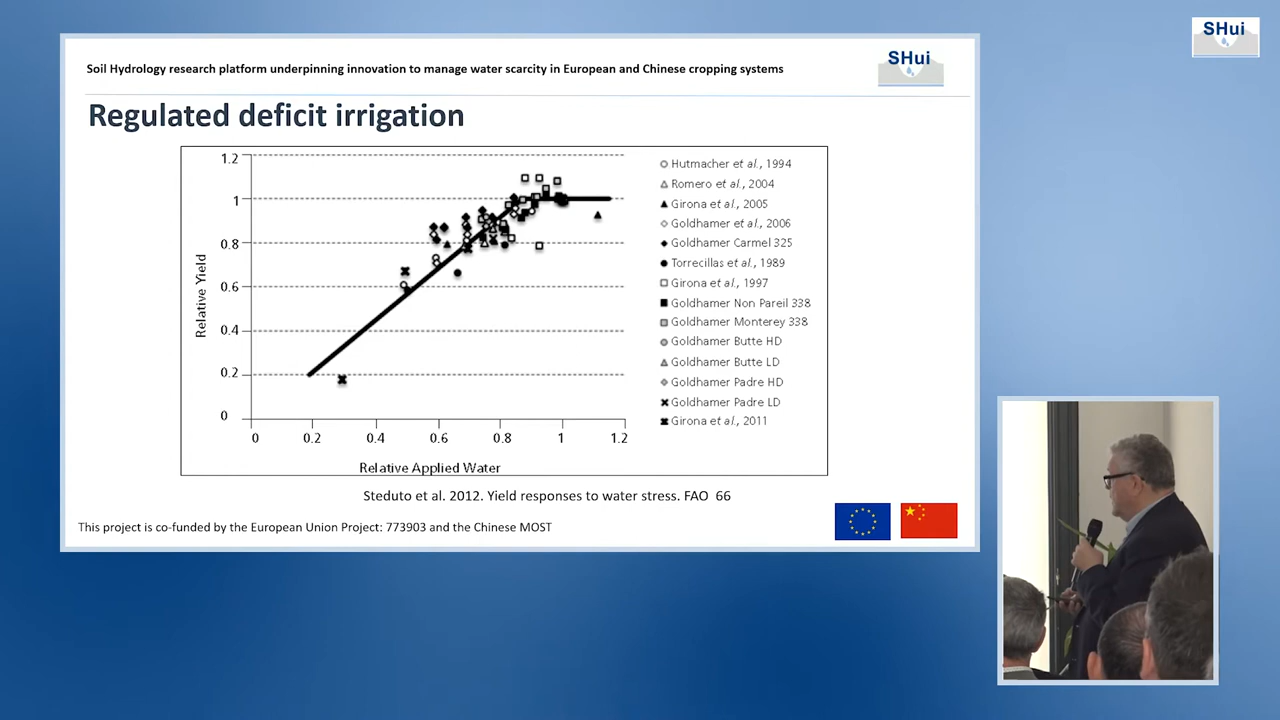 SHui
Soil Hydrology research platform underpinning innovation to manage water scarcity in European and Chinese cropping systems
SHui
Regulated deficit irrigation
1.2
1
0.8
0.6
0.4
0.2
0
Relative Yield
0 0.2 0.4 0.6 0.8 1 1.2
Relative Applied Water
Hutmacher et al., 1994
Romero et al., 2004
Girona et al., 2005
Goldhamer et al., 2006
Goldhamer Carmel 325
Torrecillas et al., 1989
Girona et al., 1997
Goldhamer Non Pareil 338
Goldhamer Monterey 338
Goldhamer Butte HD
Goldhamer Butte LD
Goldhamer Padre HD
Goldhamer Padre LD
Girona et al., 2011
Steduto et al. 2012. Yield responses to water stress. FAO 66
This project is co-funded by the European Union Project: 773903 and the Chinese MOST